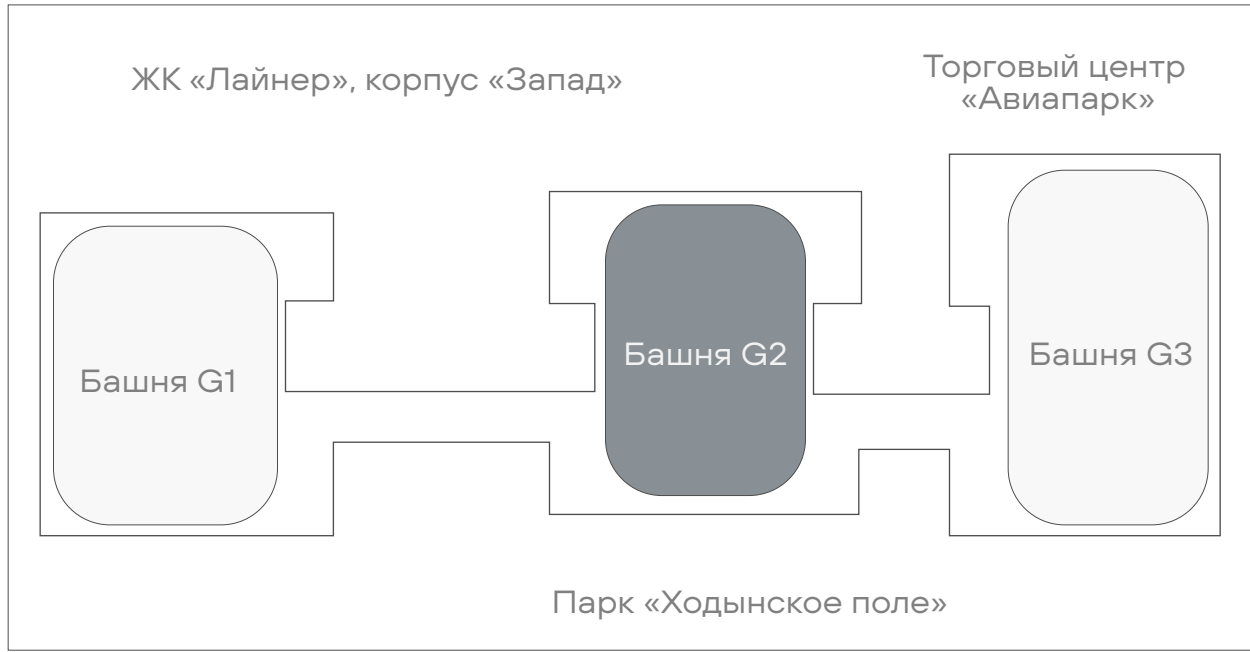 ЖК «Лайнер», корпус «Запад»
Торговый центр
«Авиапарк»
Башня G1
Башня G2
Башня G3
Парк «Ходынское поле»